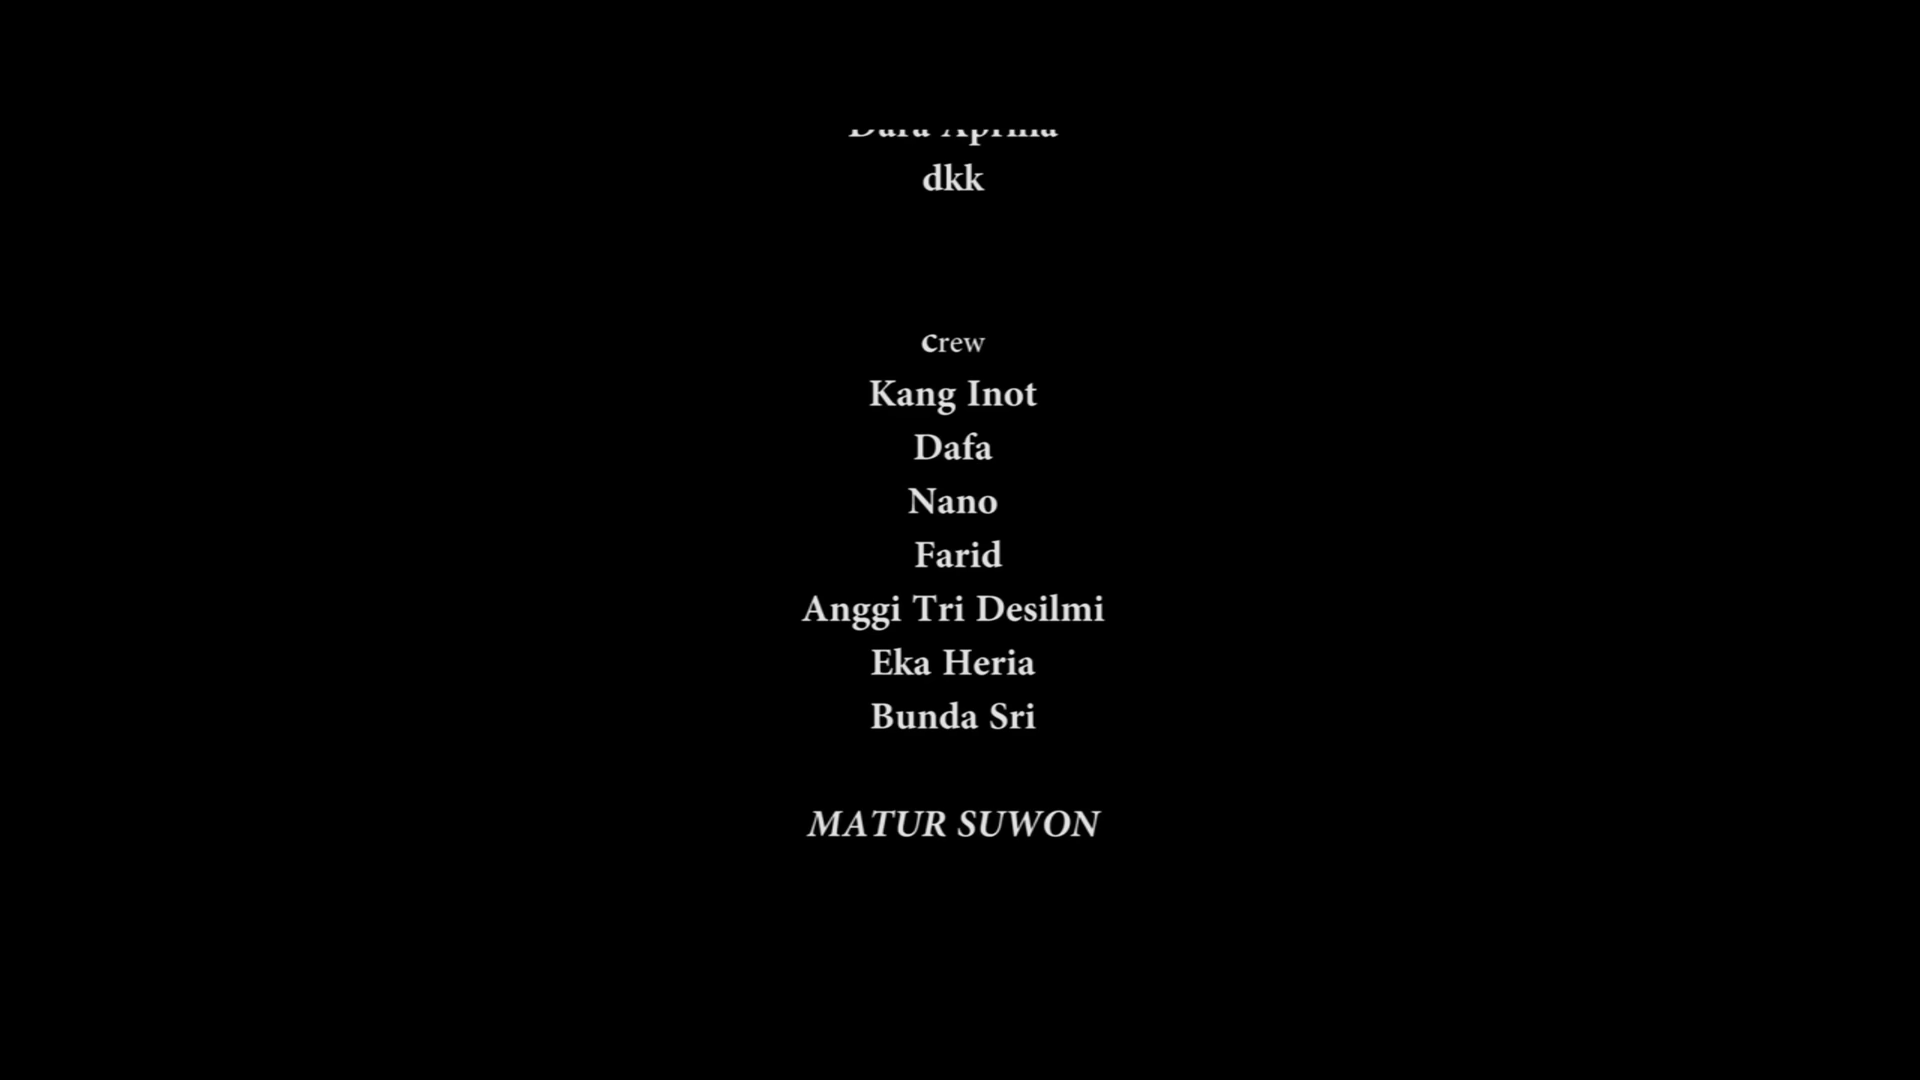 dkk
crew
Kang Inot
Dafa
Nano
Farid
Anggi Tri Desilmi
Eka Heria
Bunda Sri
MATUR SUWON